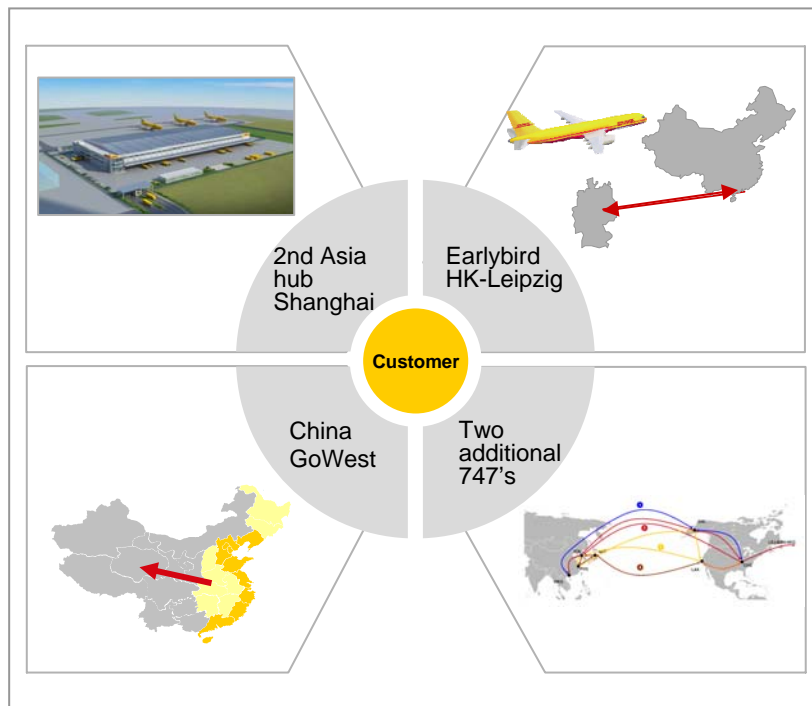 2nd Asia
hub
Shanghai
Earlybird
HK-Leipzig
Customer
China
GoWest
Two
additional
747's